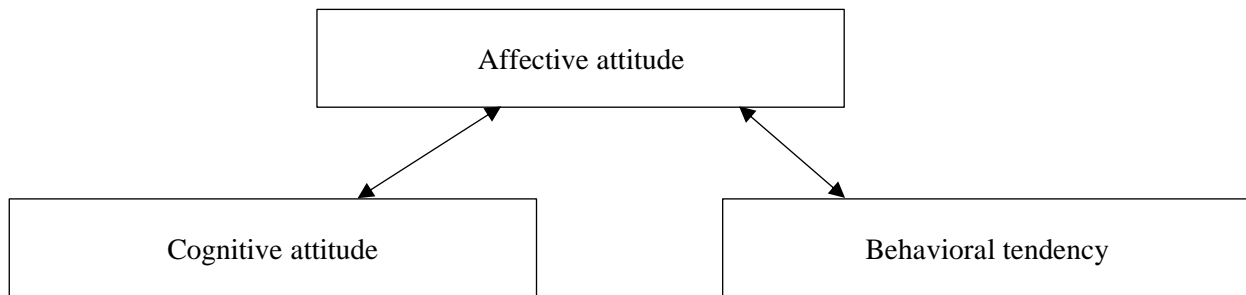 Affective attitude
Cognitive attitude
Behavioral tendency